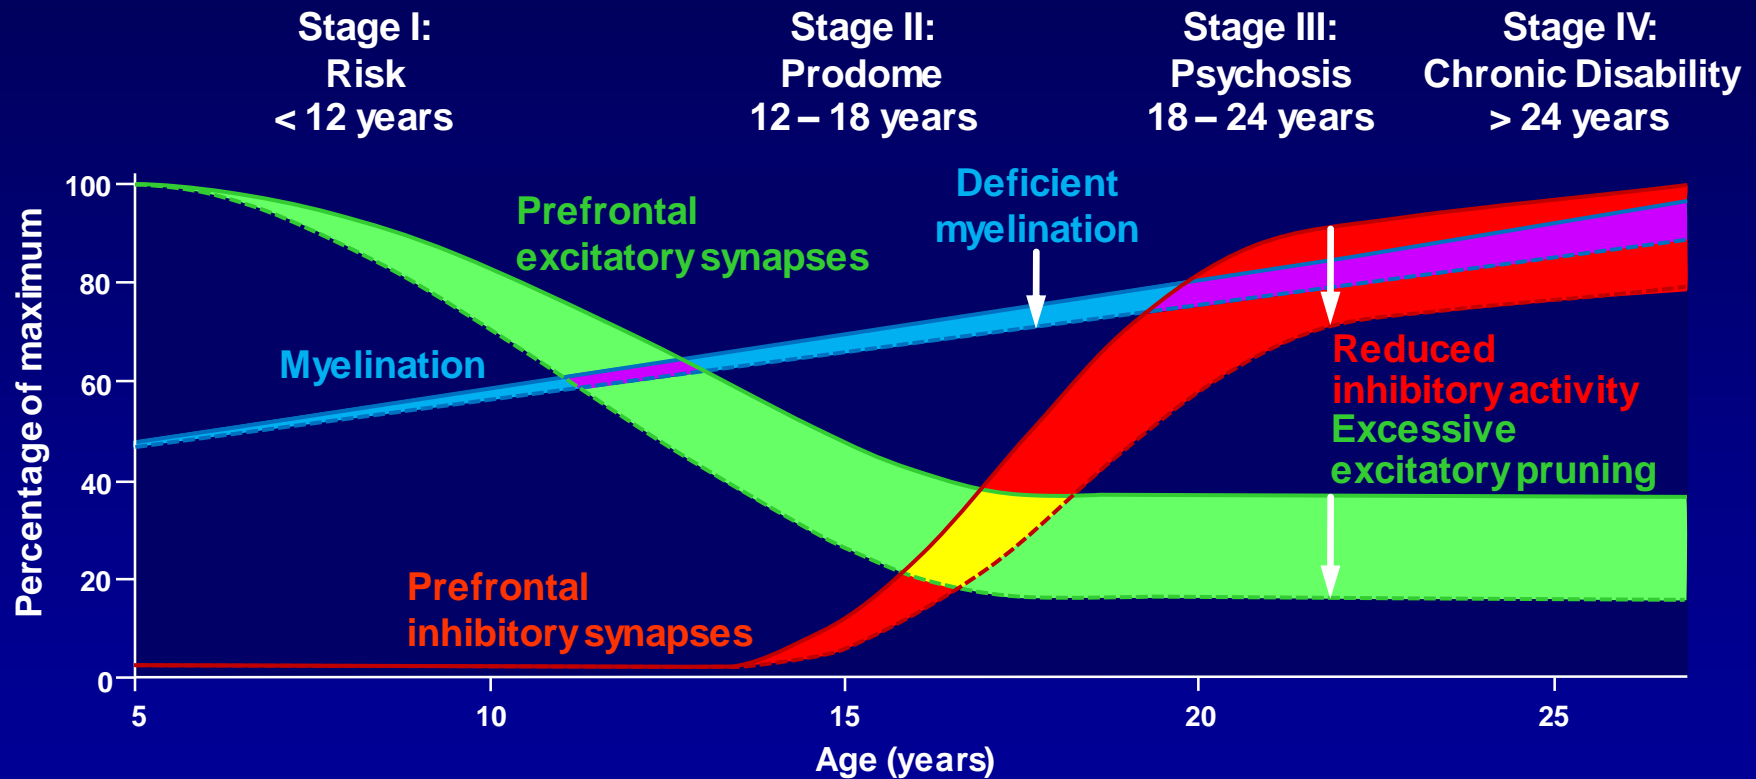 Stage I:
Risk
< 12 years
Stage II:
Prodome
12 – 18 years
Stage III:
Psychosis
18 – 24 years
Stage IV:
Chronic Disability
> 24 years
Percentage of maximum
100
80
60
40
20
0
Prefrontal
excitatory synapses
Deficient
myelination
Myelination
Reduced
inhibitory activity
Excessive
excitatory pruning
Prefrontal
inhibitory synapses
5
10
15
20
25
Age (years)